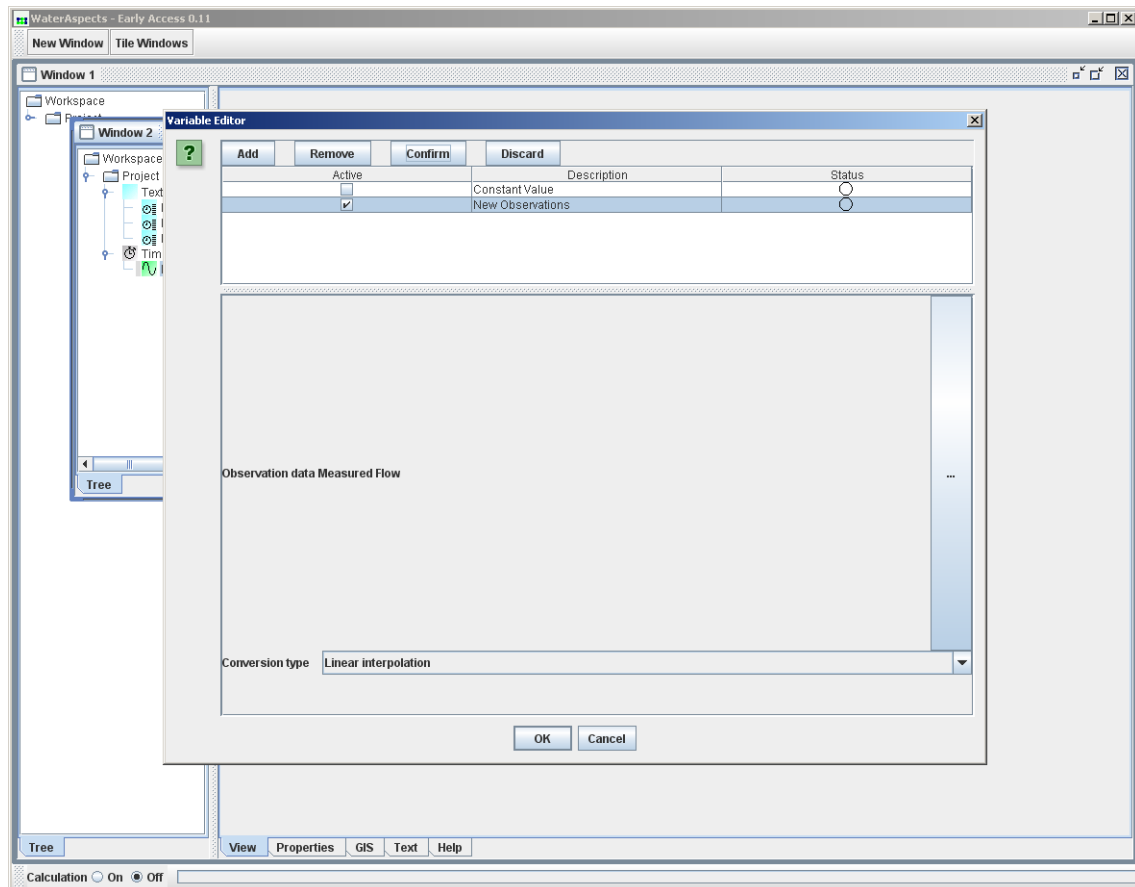 WaterAspects - Early Access 0.11
New Window Tile Windows
Window 1
Workspace
Variable Editor
Window 2
? Add Remove Confirm Discard
Workspace
Active Description Status
Project
Constant Value
Text
New Observations
Tim
Observation data Measured Flow ...
Tree
Conversion type Linear interpolation
OK Cancel
Tree View Properties GIS Text Help
Calculation On Off